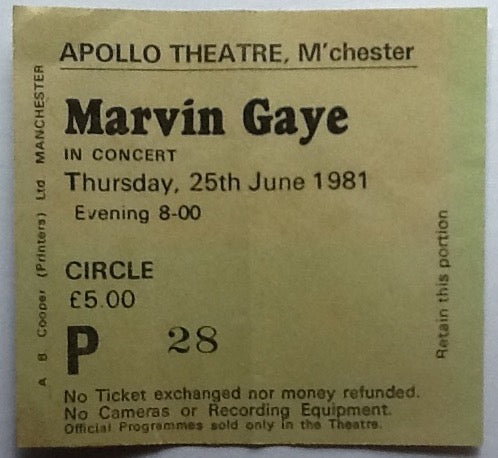 APOLLO THEATRE, M'chester
Marvin Gaye
IN CONCERT
Thursday, 25th June 1981
Evening 8-00
CIRCLE
£5.00
P 28
No Ticket exchanged nor money refunded.
No Cameras or Recording Equipment.
Official Programmes sold only in the Theatre.
A B. Cooper (Printers) Ltd MANCHESTER
Retain this portion